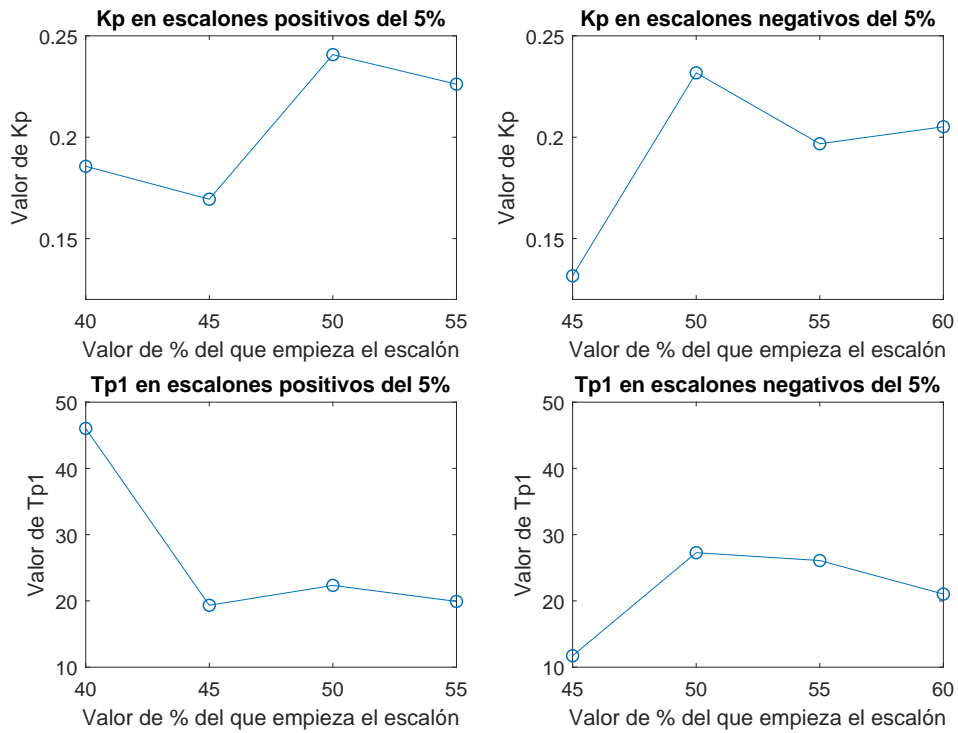 Kp en escalones positivos del 5%
0.25
0.2
0.15
Valor de Kp
40 45 50 55
Valor de % del que empieza el escalón
Kp en escalones negativos del 5%
0.25
0.2
0.15
Valor de Kp
45 50 55 60
Valor de % del que empieza el escalón
Tp1 en escalones positivos del 5%
50
40
30
20
10
Valor de Tp1
40 45 50 55
Valor de % del que empieza el escalón
Tp1 en escalones negativos del 5%
50
40
30
20
10
Valor de Tp1
45 50 55 60
Valor de % del que empieza el escalón